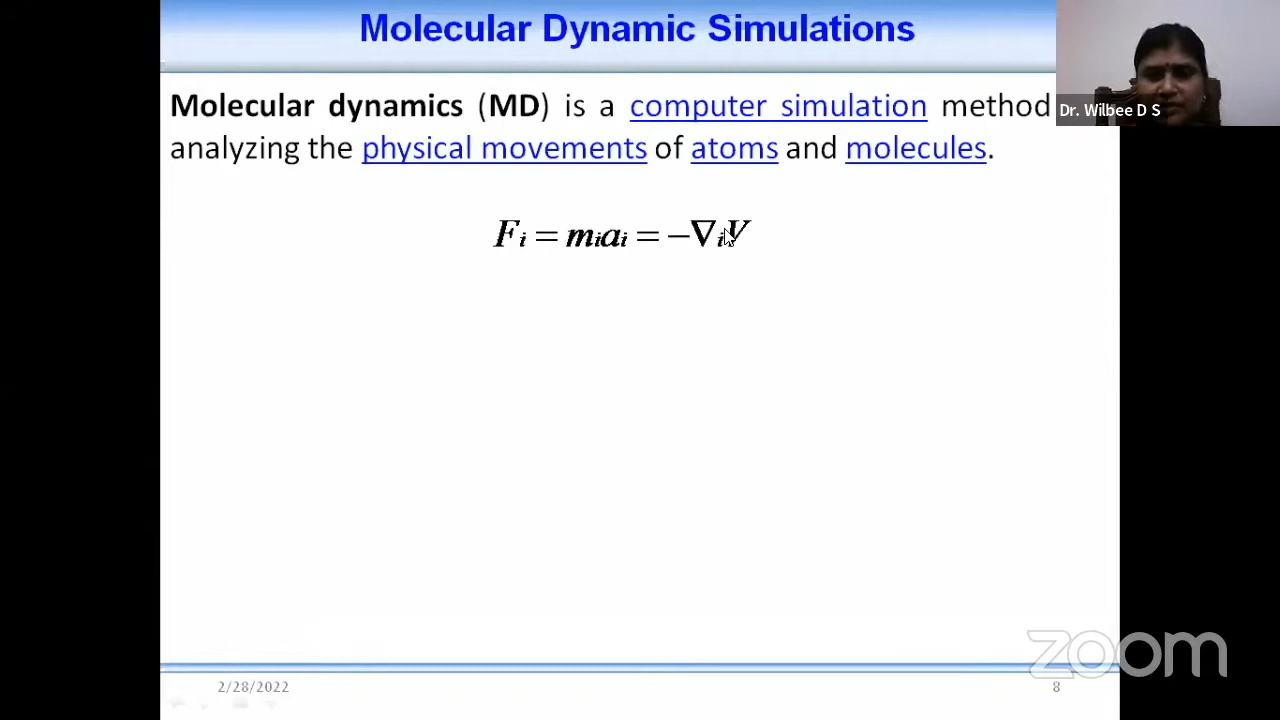 Molecular Dynamic Simulations
Dr. Wilbee D S
Molecular dynamics (MD) is a computer simulation method
analyzing the physical movements of atoms and molecules.
Fᵢ = mᵢaᵢ = −∇ᵢV
zoom
2/28/2022
8